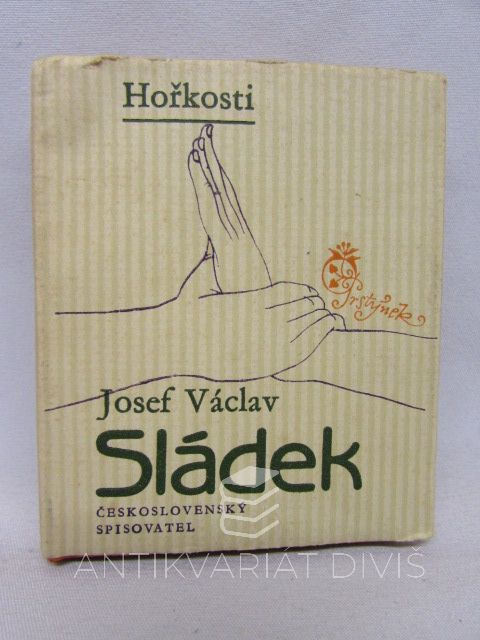 Hořkosti
Prstýnek
Josef Václav
Sládek
ČESKOSLOVENSKÝ
SPISOVATEL
ANTIKVARIÁT DIVIŠ